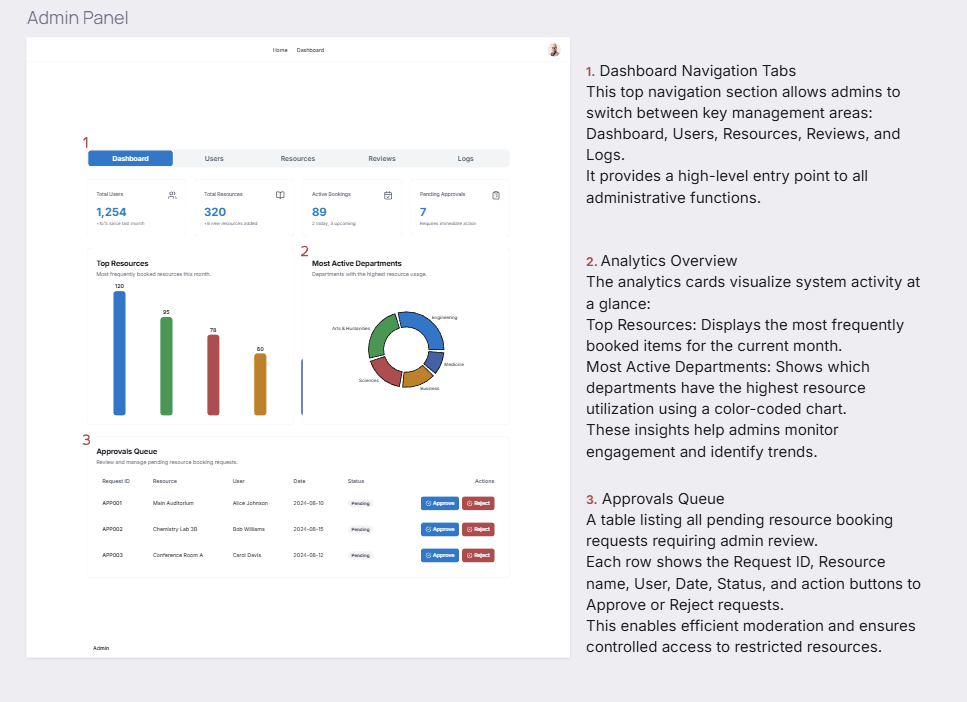 Admin Panel
Home Dashboard
1
Dashboard Users Resources Reviews Logs
Total Users
1,254
since last month
Total Resources
320
+8 new resources added
Active Bookings
89
2 today, 3 upcoming
Pending Approvals
7
Requires immediate action
Top Resources
Most frequently booked resources this month.
120
95
78
60
2
Most Active Departments
Departments with the highest resource usage.
Engineering
Arts & Humanities
Medicine
Sciences
Business
3
Approvals Queue
Review and manage pending resource booking requests.
Request ID Resource User Date Status Actions
APP001 Main Auditorium Alice Johnson 2024-08-10 Pending Approve Reject
APP002 Chemistry Lab 3B Bob Williams 2024-08-15 Pending Approve Reject
APP003 Conference Room A Carol Davis 2024-08-12 Pending Approve Reject
Admin
1. Dashboard Navigation Tabs
This top navigation section allows admins to
switch between key management areas:
Dashboard, Users, Resources, Reviews, and
Logs.
It provides a high-level entry point to all
administrative functions.
2. Analytics Overview
The analytics cards visualize system activity at
a glance:
Top Resources: Displays the most frequently
booked items for the current month.
Most Active Departments: Shows which
departments have the highest resource
utilization using a color-coded chart.
These insights help admins monitor
engagement and identify trends.
3. Approvals Queue
A table listing all pending resource booking
requests requiring admin review.
Each row shows the Request ID, Resource
name, User, Date, Status, and action buttons to
Approve or Reject requests.
This enables efficient moderation and ensures
controlled access to restricted resources.